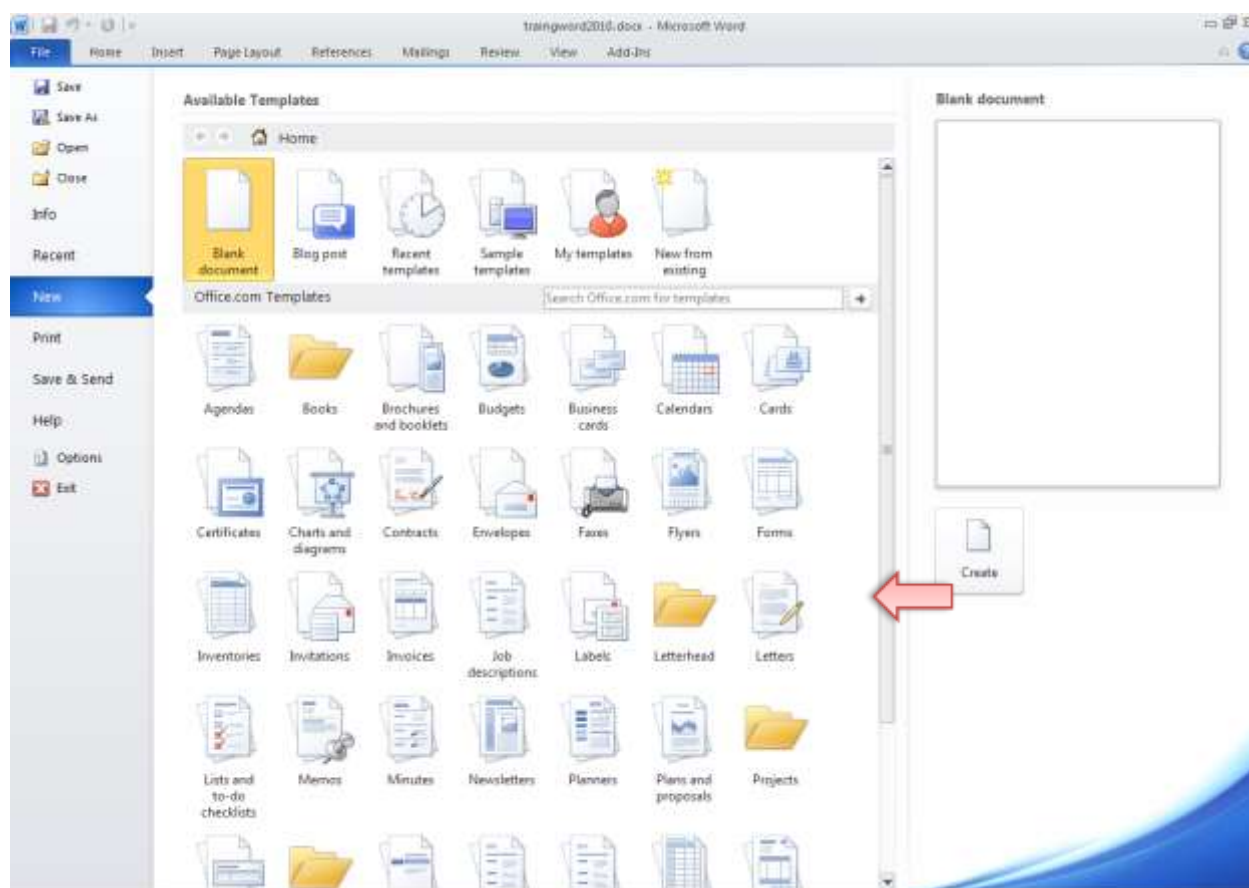 traingword2010.docx - Microsoft Word
File Home Insert Page Layout References Mailings Review View Add-Ins
Save
Save As
Open
Close
Info
Recent
New
Print
Save & Send
Help
Options
Exit
Available Templates
Home
Blank document
Blog post
Recent templates
Sample templates
My templates
New from existing
Office.com Templates
Search Office.com for templates
Agendas
Books
Brochures and booklets
Budgets
Business cards
Calendars
Cards
Certificates
Charts and diagrams
Contracts
Envelopes
Faxes
Flyers
Forms
Inventories
Invitations
Invoices
Job descriptions
Labels
Letterhead
Letters
Lists and to-do checklists
Memos
Minutes
Newsletters
Planners
Plans and proposals
Projects
Blank document
Create